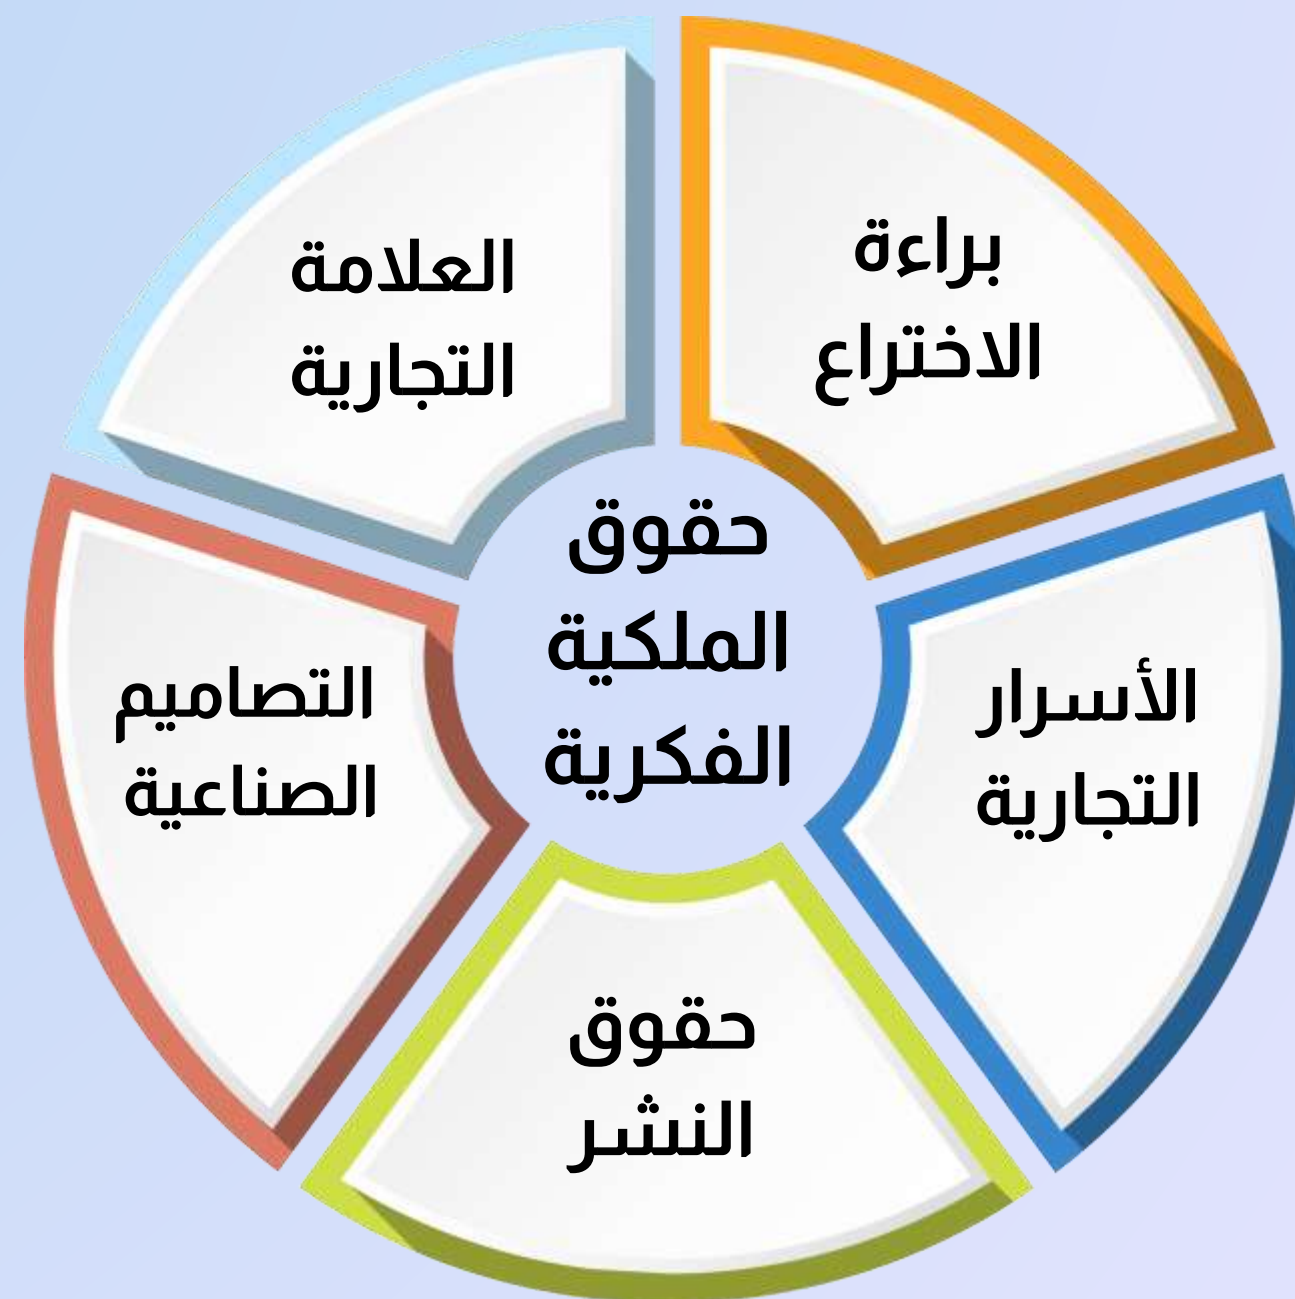 براءة
الاختراع
العلامة
التجارية
حقوق
الملكية
الفكرية
الأسرار
التجارية
التصاميم
الصناعية
حقوق
النشر